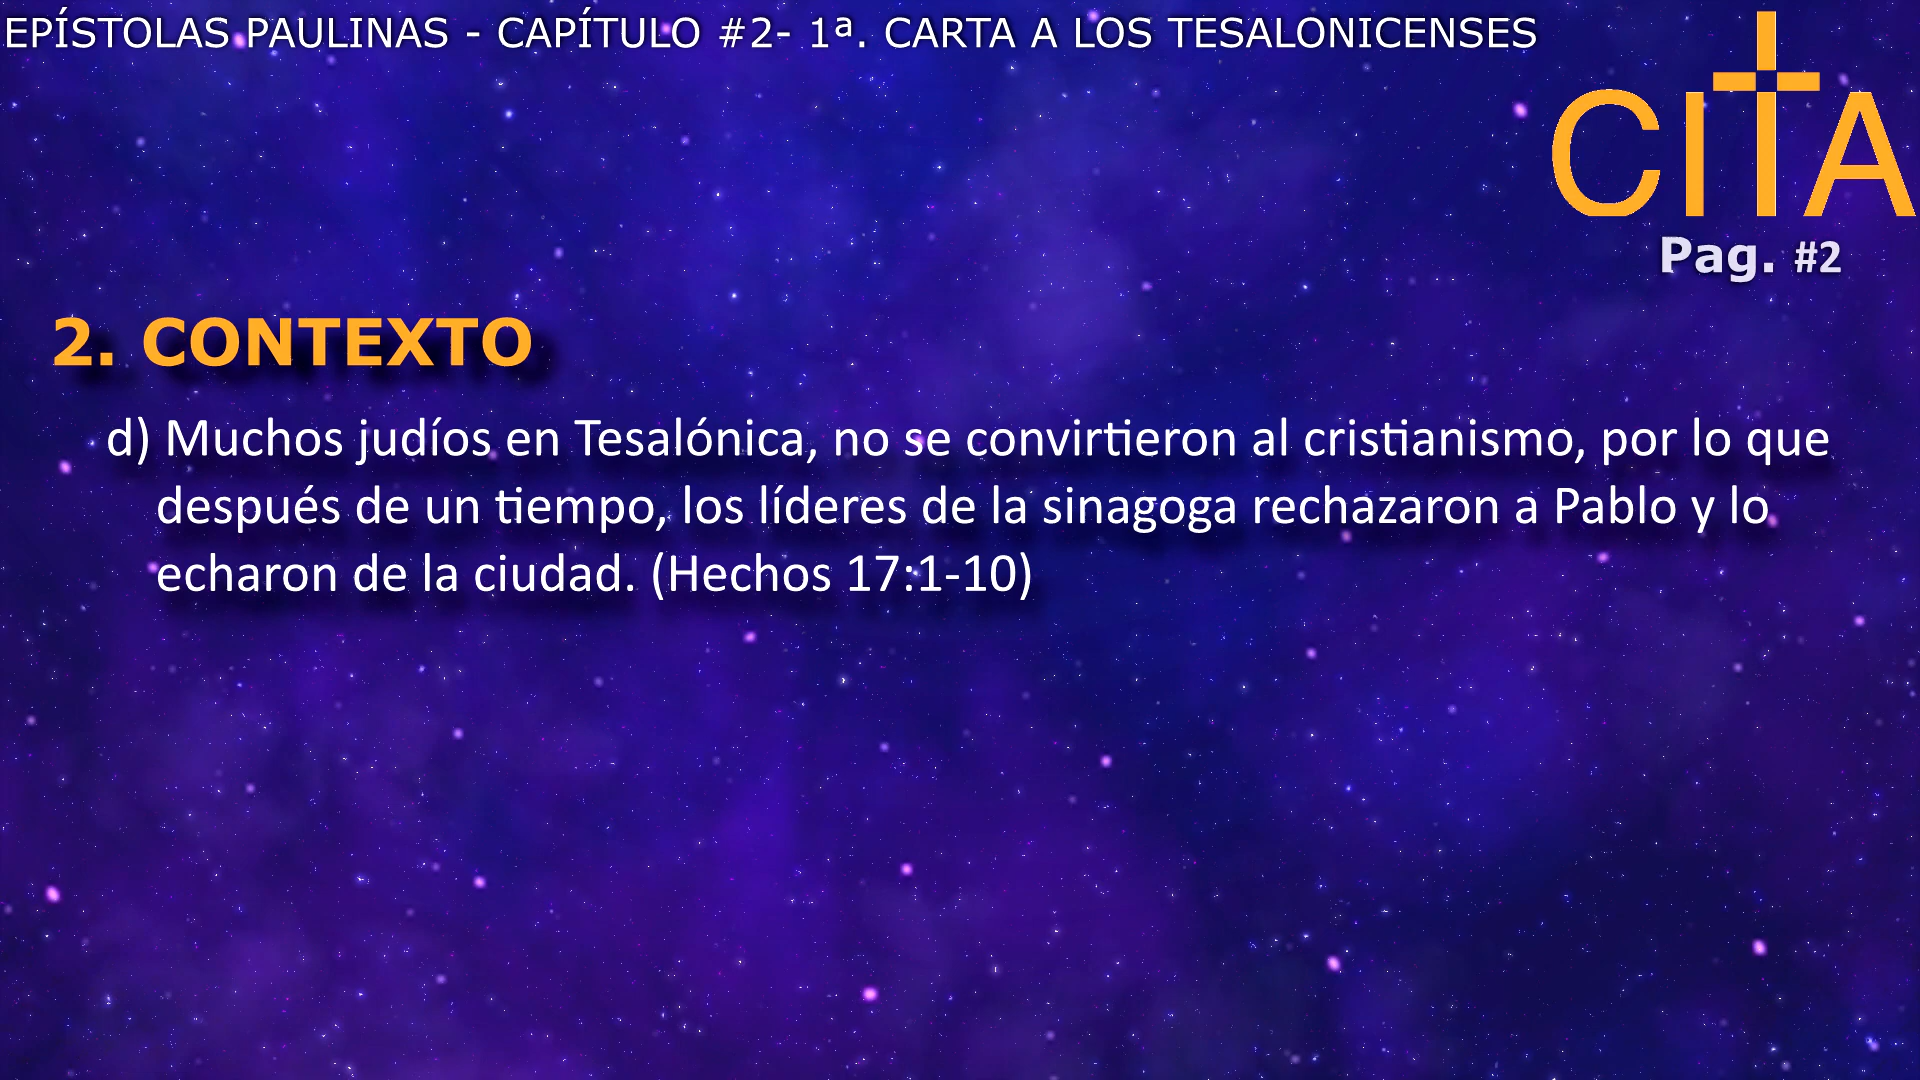 EPÍSTOLAS PAULINAS - CAPÍTULO #2- 1ª. CARTA A LOS TESALONICENSES
CITA
Pag. #2
2. CONTEXTO
d) Muchos judíos en Tesalónica, no se convirtieron al cristianismo, por lo que
después de un tiempo, los líderes de la sinagoga rechazaron a Pablo y lo
echaron de la ciudad. (Hechos 17:1-10)